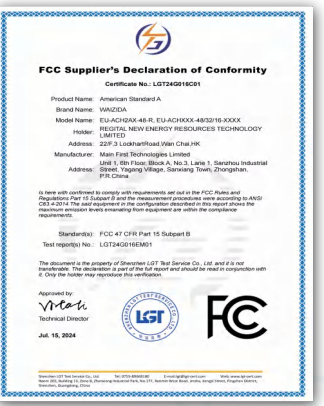 FCC Supplier's Declaration of Conformity
Certificate No.: LGT24G016C01
Product Name: American Standard A
Brand Name: WAIZIDA
Model Name: EU-ACH2AX-48-R, EU-ACHXXX-48/32/16-XXXX
Holder: REGITAL NEW ENERGY RESOURCES TECHNOLOGY LIMITED
Address: 22/F,3 LockhartRoad,Wan Chai,HK
Manufacturer: Main First Technologies Limited
Address: Unit 1, 6th Floor, Block A, No.3, Lane 1, Sanzhou Industrial
Street, Yagang Village, Sanxiang Town, Zhongshan,
P.R.China
Is here with confirmed to comply with requirements set out in the FCC Rules and
Regulations Part 15 Subpart B and the measurement procedures were according to ANSI
C63.4-2014 The said equipment in the configuration described in this report shows the
maximum emission levels emanating from equipment are within the compliance
requirements.
Standard(s): FCC 47 CFR Part 15 Subpart B
Test report(s) No.: LGT24G016EM01
The document is the property of Shenzhen LGT Test Service Co., Ltd, and it is not
transferable. The declaration is part of the full report and should be read in conjunction with
it. Only the holder may reproduce this verification.
Approved by:
Technical Director
Jul. 15, 2024
LGT
FC
Shenzhen LGT Test Service Co., Ltd.